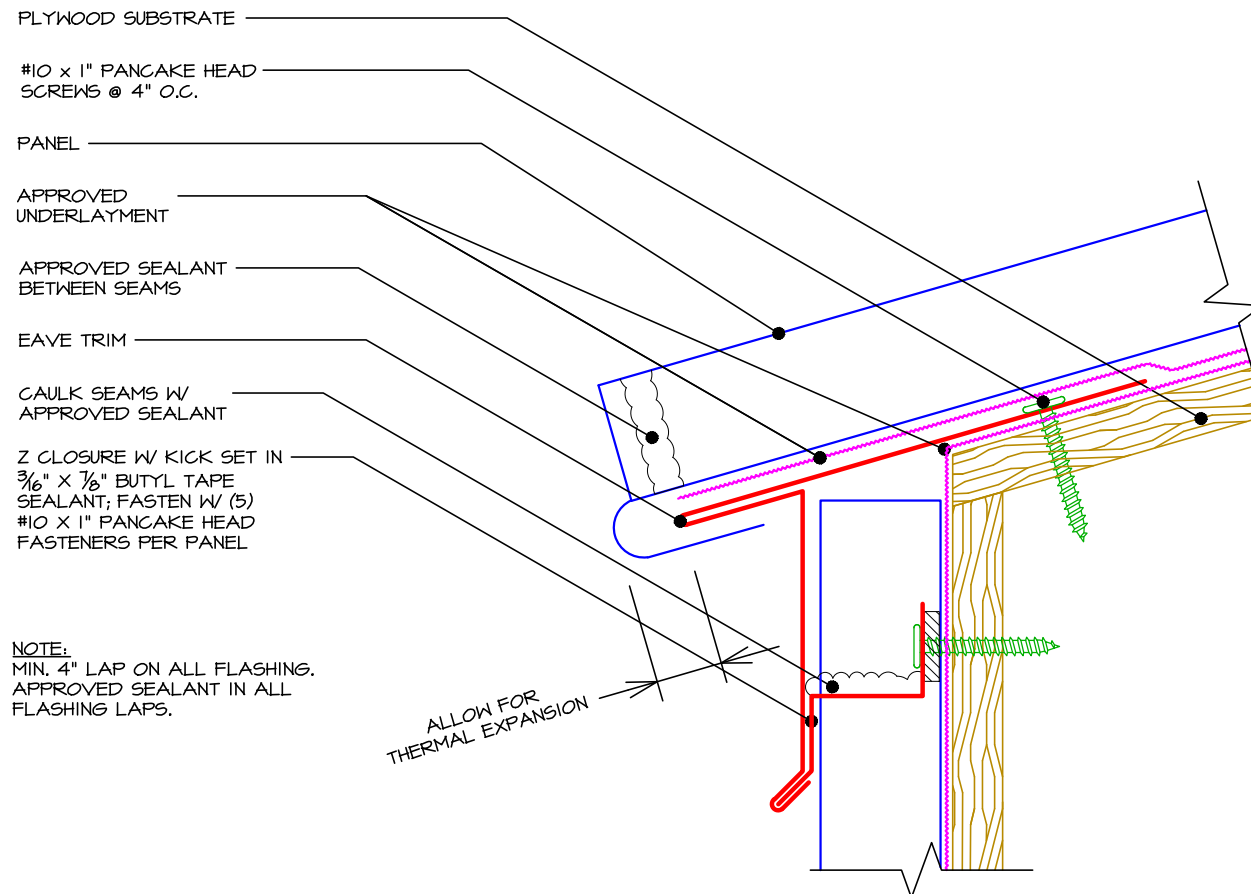 PLYWOOD SUBSTRATE
#10 x 1" PANCAKE HEAD
SCREWS @ 4" O.C.
PANEL
APPROVED
UNDERLAYMENT
APPROVED SEALANT
BETWEEN SEAMS
EAVE TRIM
CAULK SEAMS W/
APPROVED SEALANT
Z CLOSURE W/ KICK SET IN
3/16" X 7/8" BUTYL TAPE
SEALANT; FASTEN W/ (5)
#10 X 1" PANCAKE HEAD
FASTENERS PER PANEL
NOTE:
MIN. 4" LAP ON ALL FLASHING.
APPROVED SEALANT IN ALL
FLASHING LAPS.
ALLOW FOR
THERMAL EXPANSION